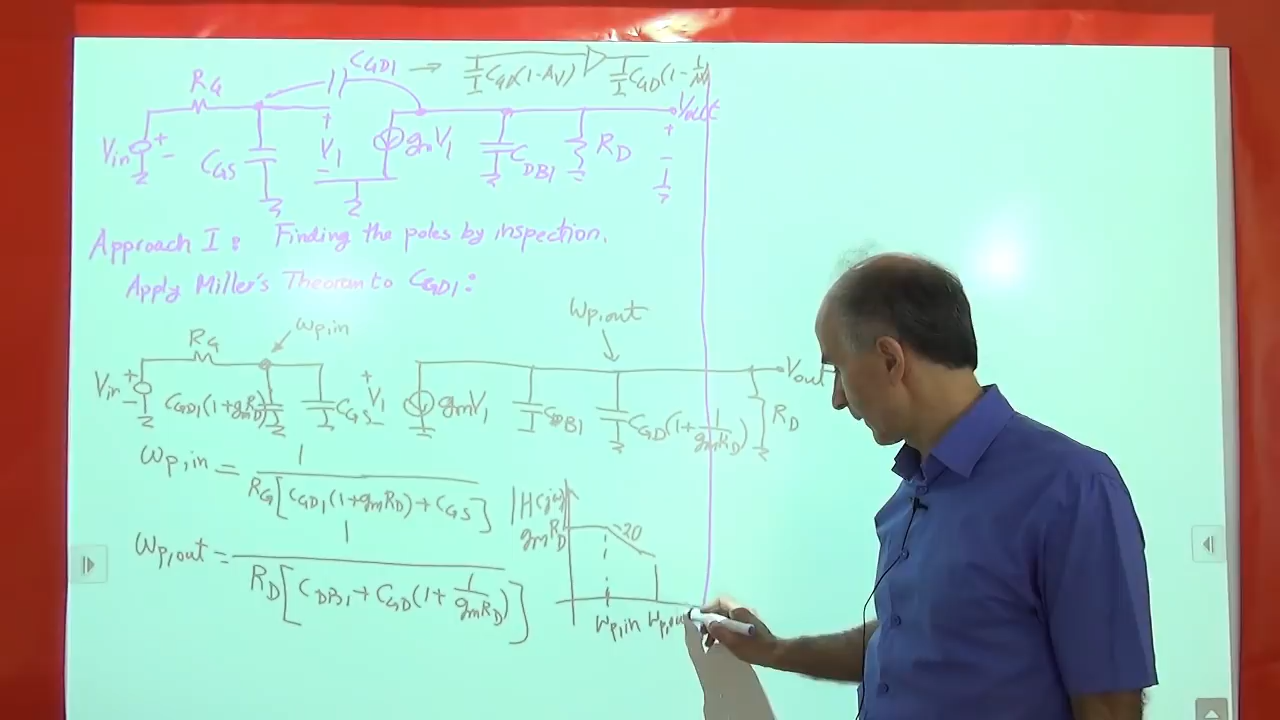 C_GD1 → 1/C_GD(1-A_V) 1/C_GD(1-1/A_V)
R_G
V_in + - C_GS + V_1 - g_mV_1 C_DB1 R_D V_out + -
Approach I: Finding the poles by inspection.
Apply Miller's Theorem to C_GD1:
R_G ω_p,in ω_p,out
V_in + - C_GD1(1+g_mR_D) C_GS + V_1 - g_mV_1 C_DB1 C_GD(1+1/(g_mR_D)) R_D V_out
ω_p,in = 1/(R_G[C_GD1(1+g_mR_D)+C_GS])
ω_p,out = 1/(R_D[C_DB1+C_GD(1+1/(g_mR_D))])
|H(jω)|
g_mR_D -20
ω_p,in ω_p,out